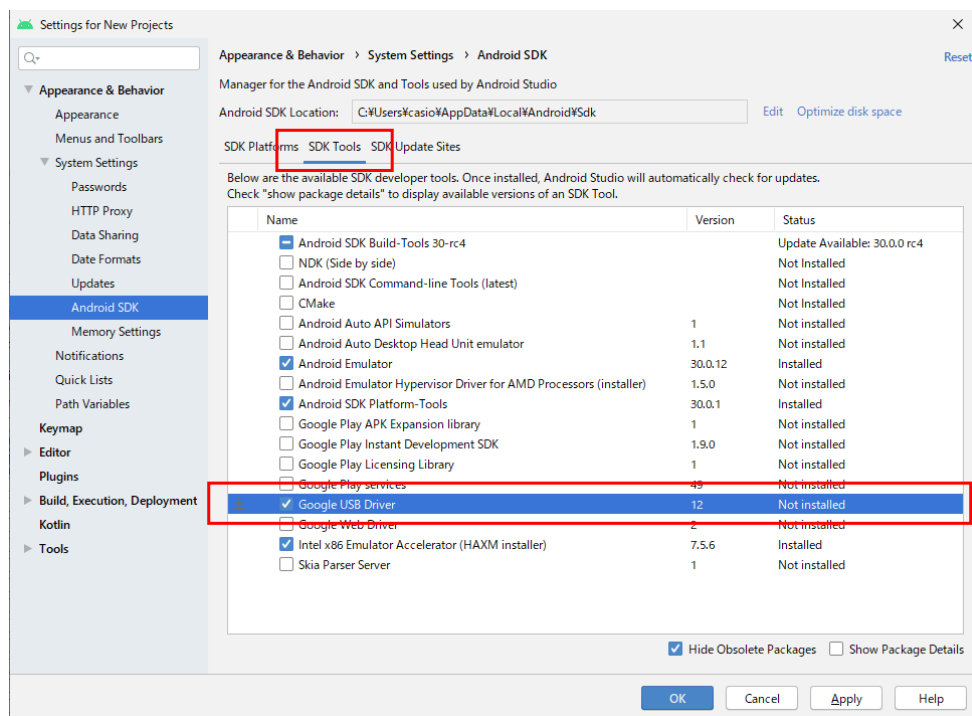 Settings for New Projects
Appearance & Behavior > System Settings > Android SDK
Reset
Manager for the Android SDK and Tools used by Android Studio
Android SDK Location: C:¥Users¥casio¥AppData¥Local¥Android¥Sdk Edit Optimize disk space
SDK Platforms SDK Tools SDK Update Sites
Below are the available SDK developer tools. Once installed, Android Studio will automatically check for updates.
Check "show package details" to display available versions of an SDK Tool.
Appearance & Behavior
Appearance
Menus and Toolbars
System Settings
Passwords
HTTP Proxy
Data Sharing
Date Formats
Updates
Android SDK
Memory Settings
Notifications
Quick Lists
Path Variables
Keymap
Editor
Plugins
Build, Execution, Deployment
Kotlin
Tools
Name Version Status
Android SDK Build-Tools 30-rc4 Update Available: 30.0.0 rc4
NDK (Side by side) Not Installed
Android SDK Command-line Tools (latest) Not Installed
CMake Not Installed
Android Auto API Simulators 1 Not installed
Android Auto Desktop Head Unit emulator 1.1 Not installed
Android Emulator 30.0.12 Installed
Android Emulator Hypervisor Driver for AMD Processors (installer) 1.5.0 Not installed
Android SDK Platform-Tools 30.0.1 Installed
Google Play APK Expansion library 1 Not installed
Google Play Instant Development SDK 1.9.0 Not installed
Google Play Licensing Library 1 Not installed
Google Play services 49 Not installed
Google USB Driver 12 Not installed
Google Web Driver 2 Not installed
Intel x86 Emulator Accelerator (HAXM installer) 7.5.6 Installed
Skia Parser Server 1 Not installed
Hide Obsolete Packages Show Package Details
OK Cancel Apply Help